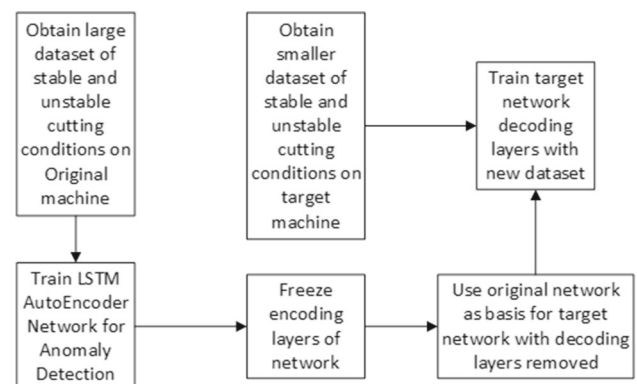 Obtain large
dataset of
stable and
unstable
cutting
conditions on
Original
machine
Obtain
smaller
dataset of
stable and
unstable
cutting
conditions on
target
machine
Train target
network
decoding
layers with
new dataset
Train LSTM
AutoEncoder
Network for
Anomaly
Detection
Freeze
encoding
layers of
network
Use original network
as basis for target
network with decoding
layers removed